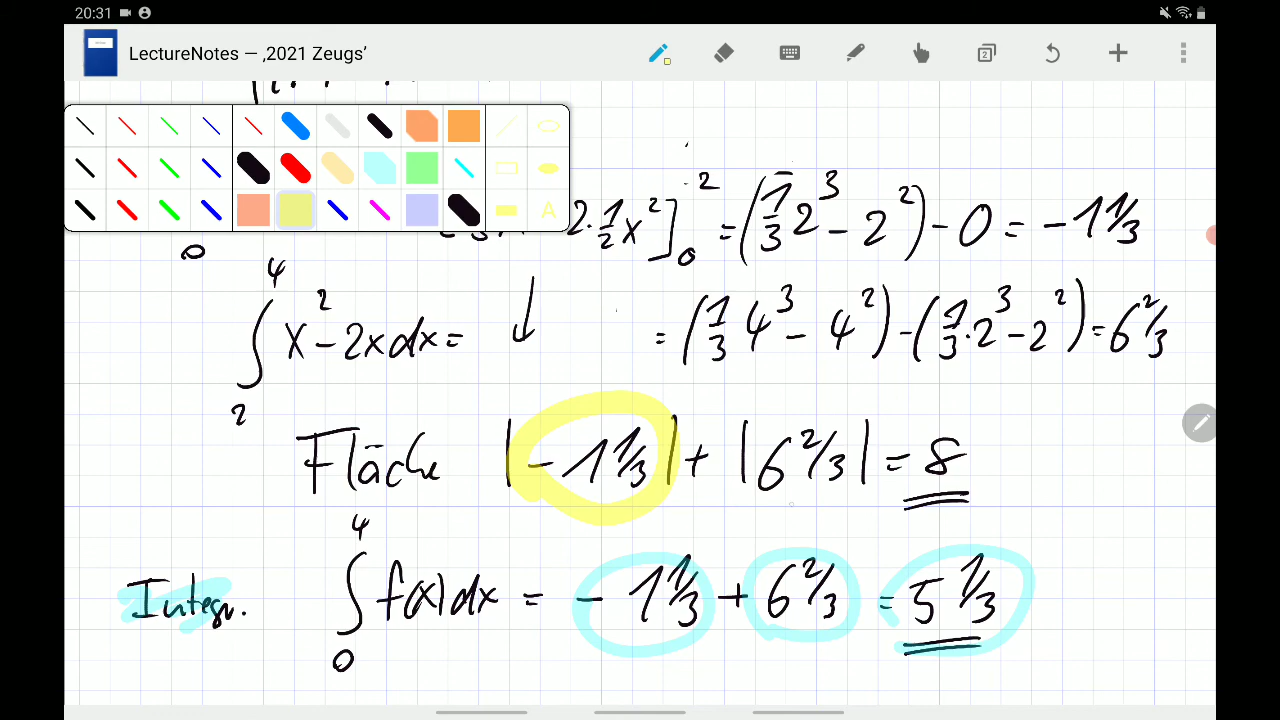 20:31
LectureNotes — ‚2021 Zeugs’
2
A
2·½x²]₀² = (⅓2³ − 2²) − 0 = −1⅓
0
∫₂⁴ x² − 2x dx = ↓ = (⅓4³ − 4²) − (⅓·2³ − 2²) = 6⅔
Fläche |−1⅓| + |6⅔| = 8
Integr. ∫₀⁴ f(x)dx = −1⅓ + 6⅔ = 5⅓